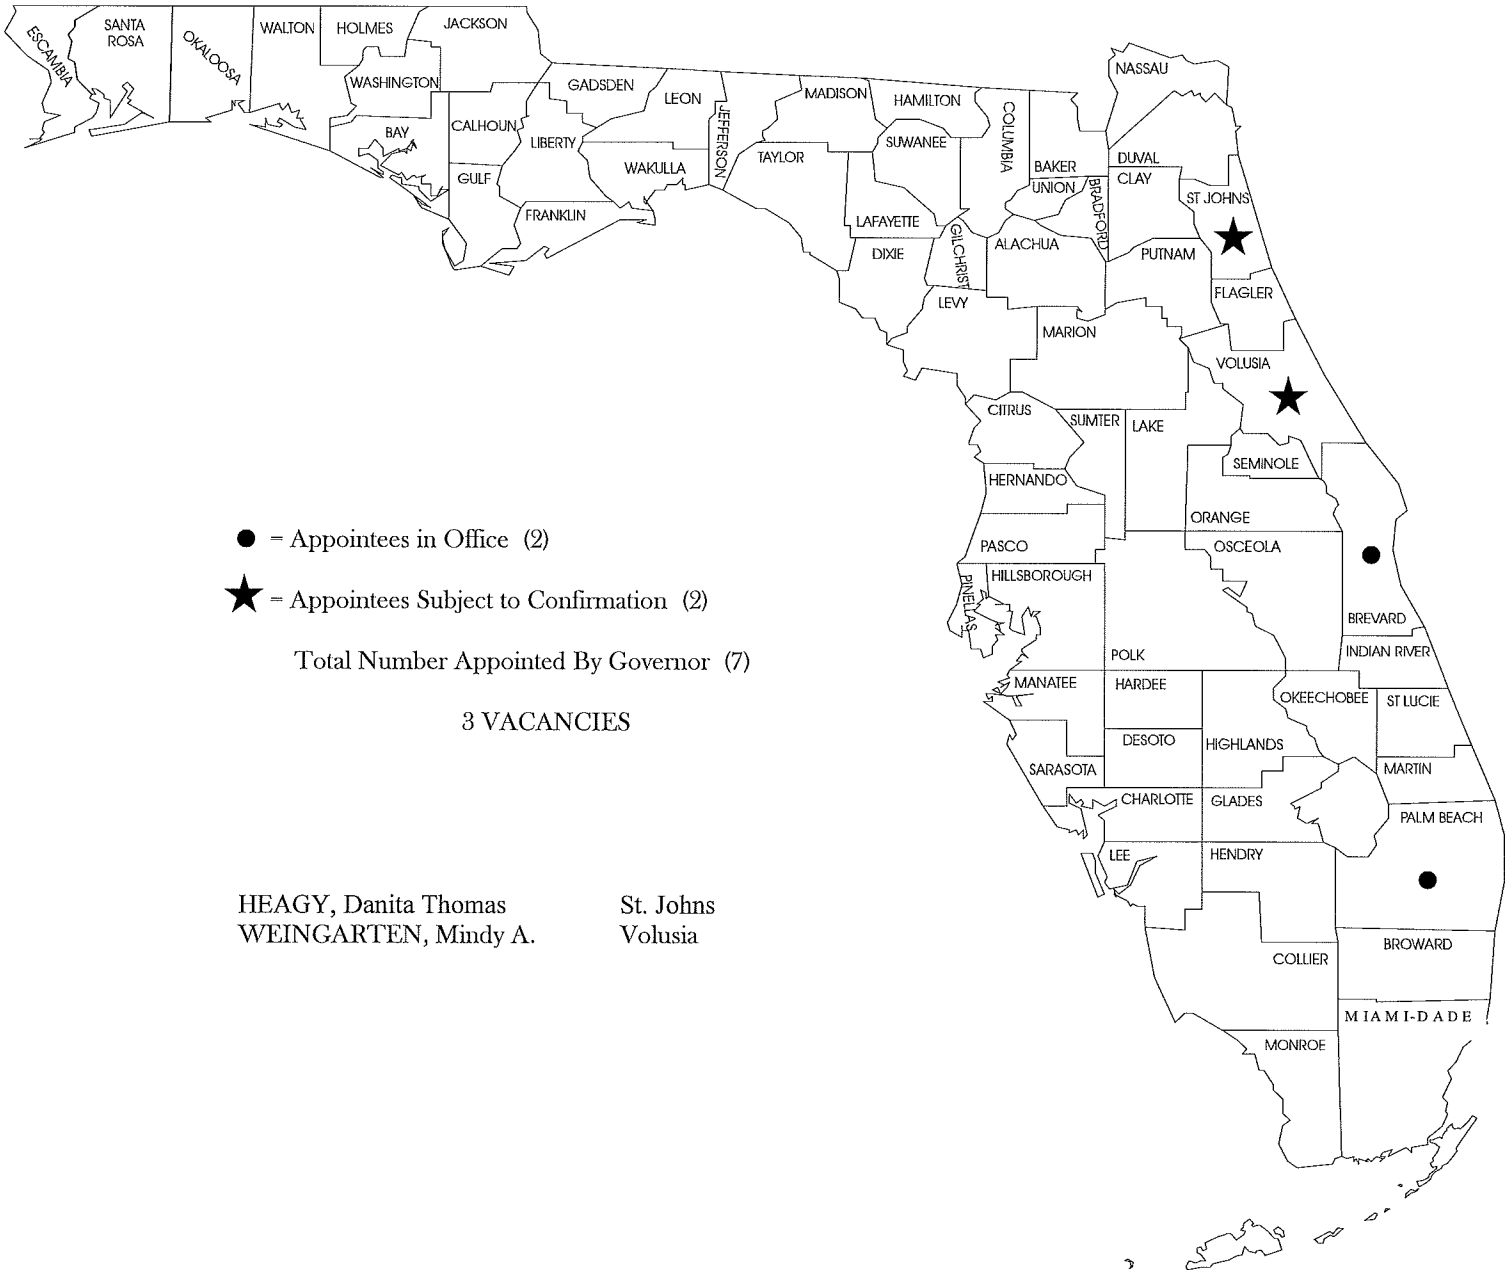 ESCAMBIA
SANTA
ROSA
OKALOOSA
WALTON
HOLMES
JACKSON
WASHINGTON
BAY
CALHOUN
GULF
GADSDEN
LIBERTY
FRANKLIN
LEON
WAKULLA
JEFFERSON
MADISON
TAYLOR
HAMILTON
SUWANEE
LAFAYETTE
DIXIE
COLUMBIA
GILCHRIST
LEVY
NASSAU
BAKER
UNION
BRADFORD
ALACHUA
DUVAL
CLAY
ST JOHNS
PUTNAM
FLAGLER
MARION
VOLUSIA
CITRUS
SUMTER
LAKE
SEMINOLE
HERNANDO
ORANGE
PASCO
OSCEOLA
HILLSBOROUGH
PINELLAS
BREVARD
POLK
INDIAN RIVER
MANATEE
HARDEE
OKEECHOBEE
ST LUCIE
DESOTO
HIGHLANDS
SARASOTA
MARTIN
CHARLOTTE
GLADES
PALM BEACH
LEE
HENDRY
BROWARD
COLLIER
MIAMI-DADE
MONROE
= Appointees in Office (2)
= Appointees Subject to Confirmation (2)
Total Number Appointed By Governor (7)
3 VACANCIES
HEAGY, Danita Thomas St. Johns
WEINGARTEN, Mindy A. Volusia